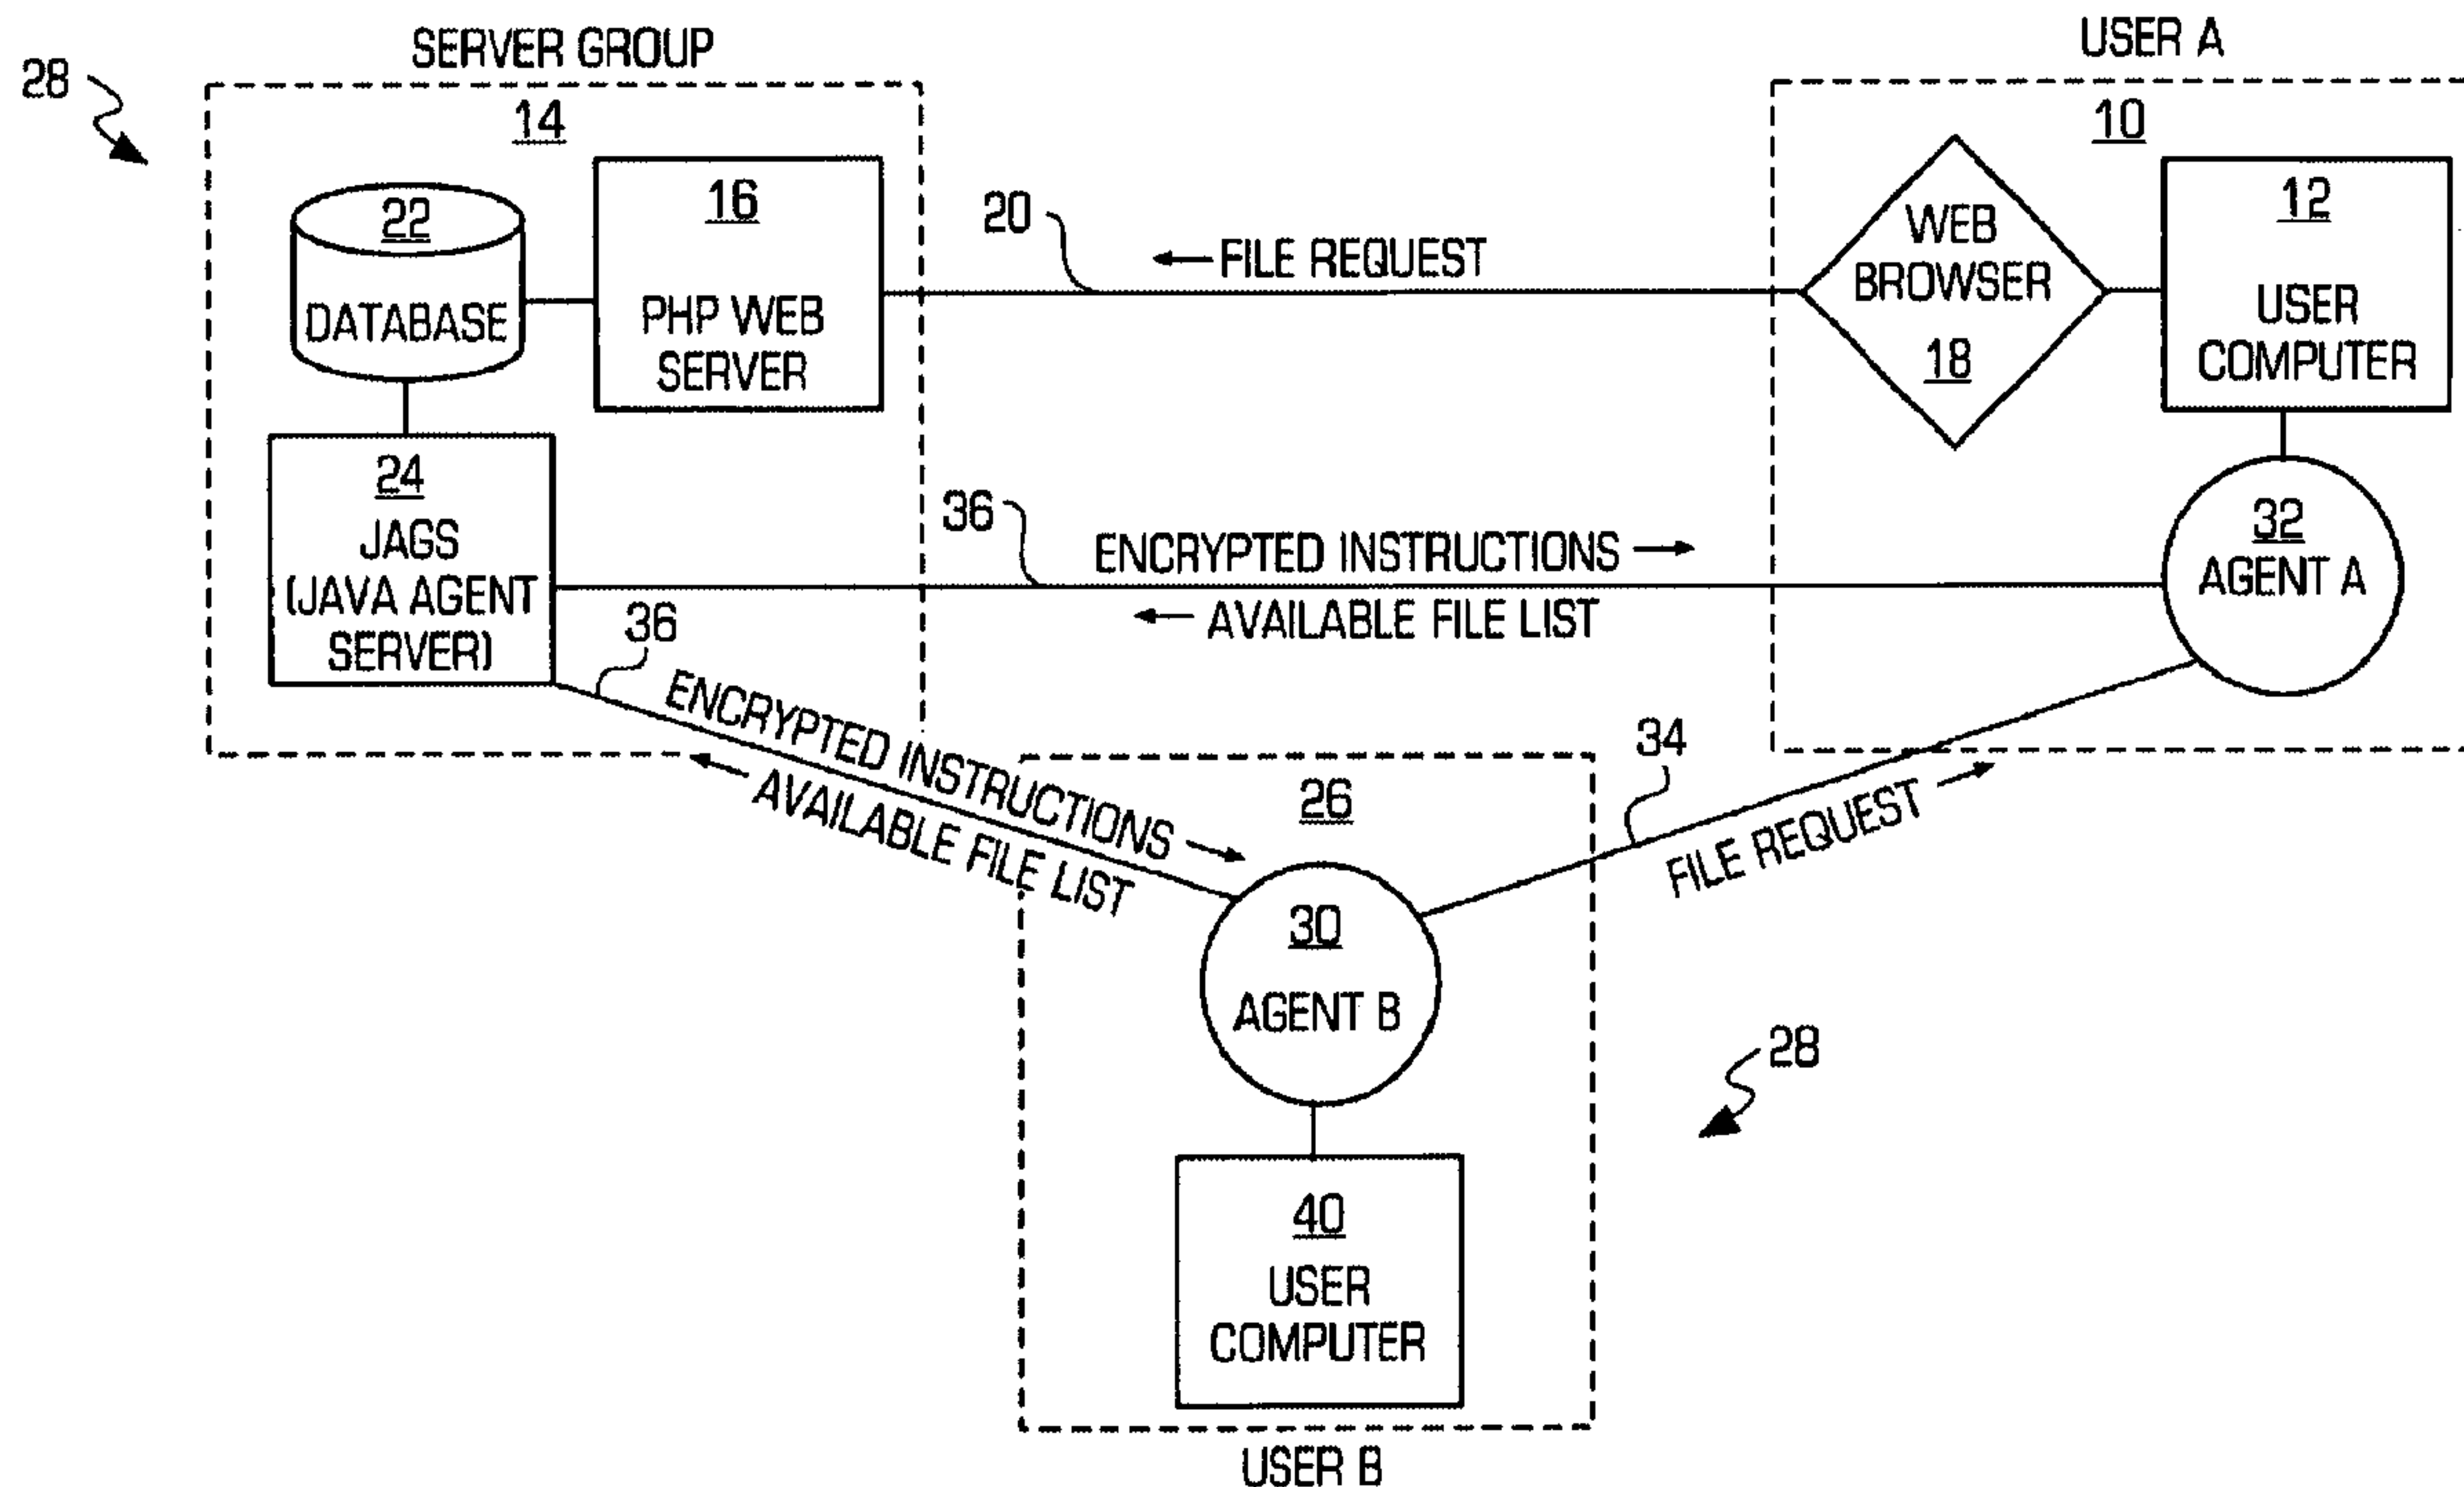 SERVER GROUP
28
14
22
DATABASE
16
PHP WEB
SERVER
24
JAGS
(JAVA AGENT
SERVER)
20
←FILE REQUEST
USER A
10
WEB
BROWSER
18
12
USER
COMPUTER
32
AGENT A
36
ENCRYPTED INSTRUCTIONS →
← AVAILABLE FILE LIST
36
ENCRYPTED INSTRUCTIONS →
← AVAILABLE FILE LIST
34
FILE REQUEST →
26
30
AGENT B
40
USER
COMPUTER
USER B
28